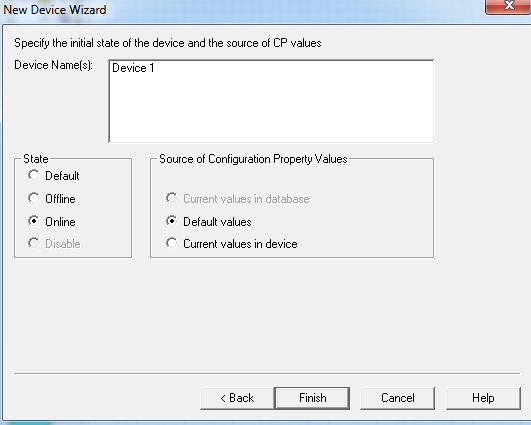 New Device Wizard
Specify the initial state of the device and the source of CP values
Device Name(s):
Device 1
State
Default
Offline
Online
Disable
Source of Configuration Property Values
Current values in database
Default values
Current values in device
< Back
Finish
Cancel
Help